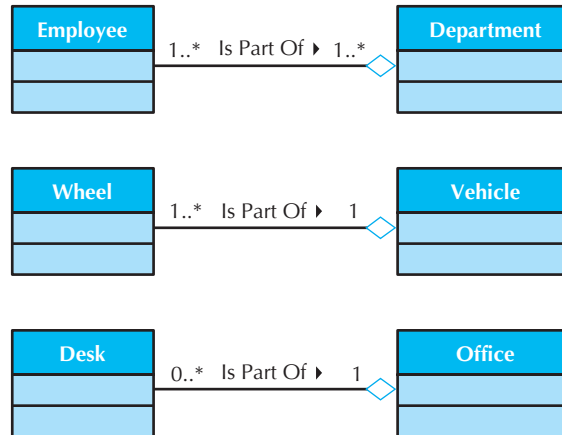 Employee 1..* Is Part Of ▸ 1..* Department
Wheel 1..* Is Part Of ▸ 1 Vehicle
Desk 0..* Is Part Of ▸ 1 Office